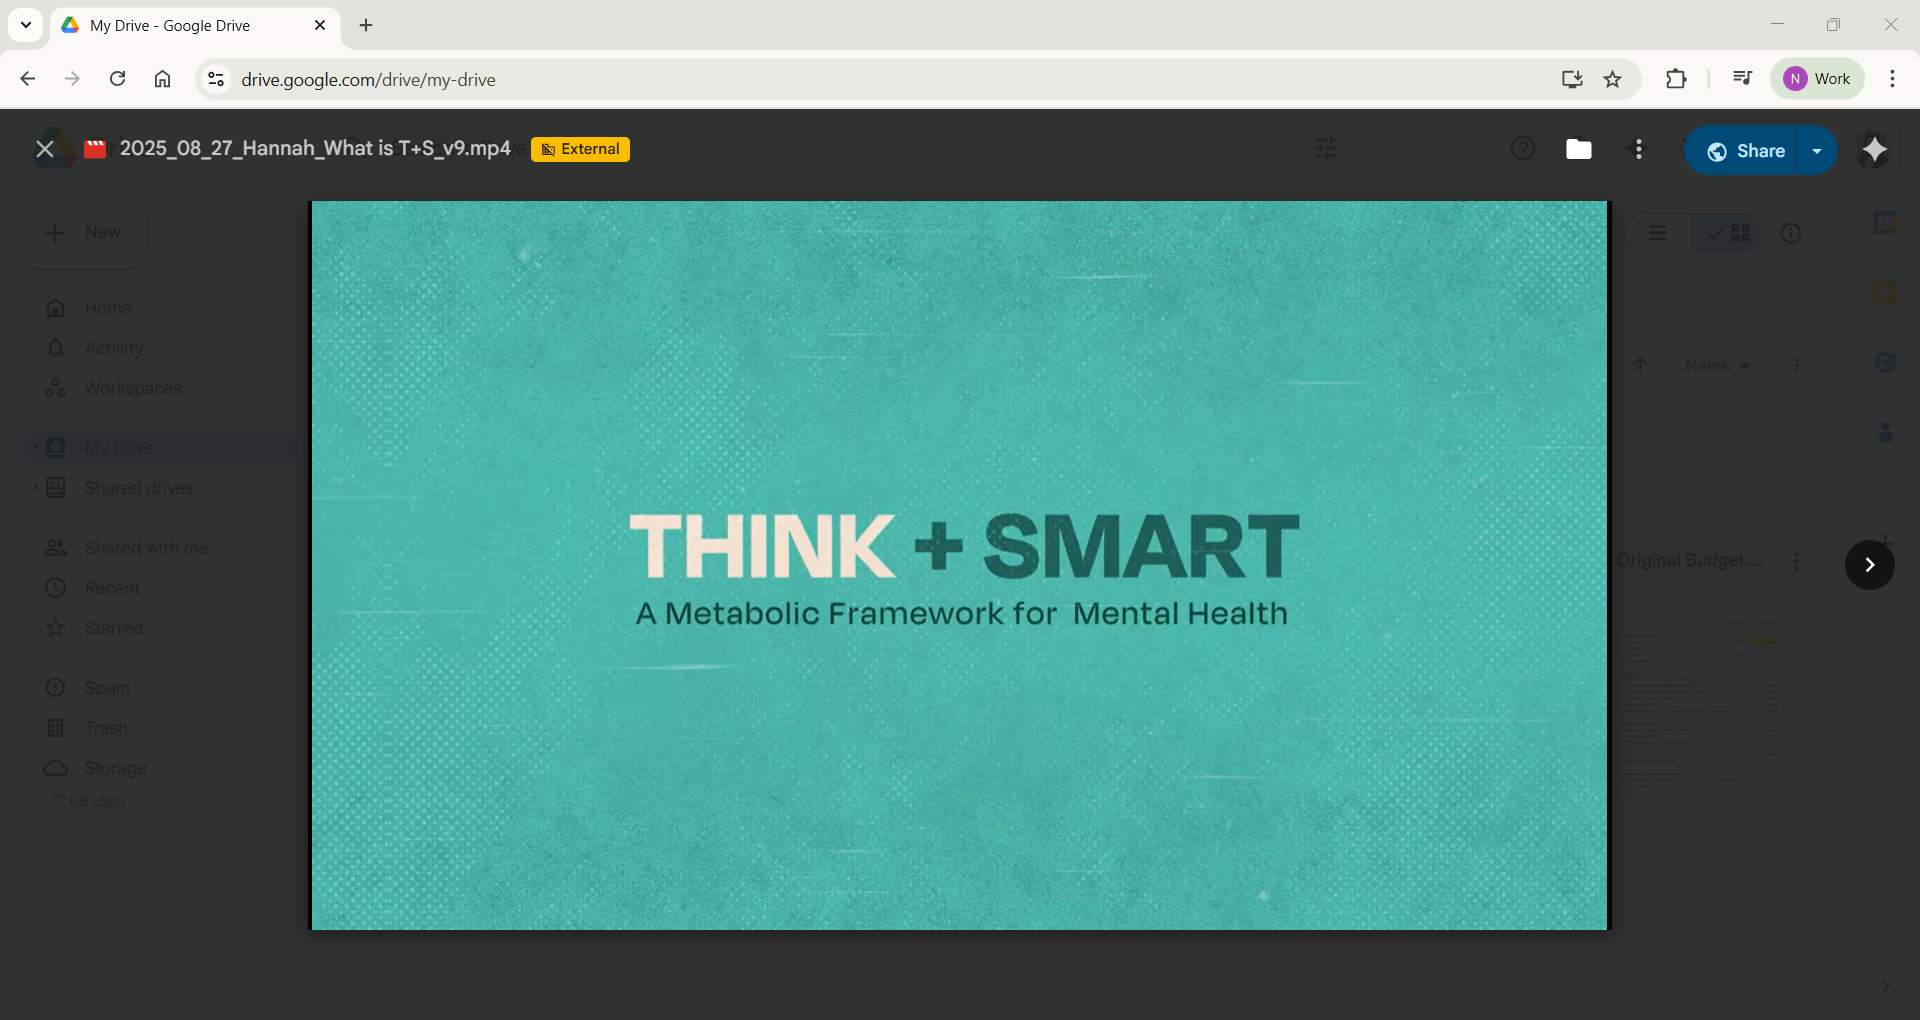 My Drive - Google Drive
drive.google.com/drive/my-drive
N Work
2025_08_27_Hannah_What is T+S_v9.mp4
External
Share
New
Home
Activity
Workspaces
My Drive
Shared drives
Shared with me
Recent
Starred
Spam
Trash
Storage
77 KB used
Name
Original Budget....
THINK + SMART
A Metabolic Framework for Mental Health